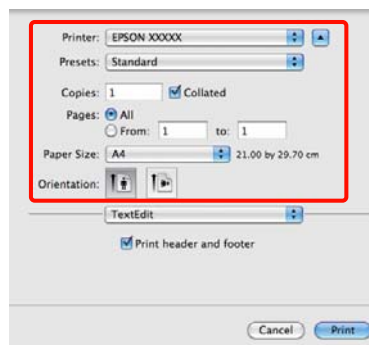 Printer: EPSON XXXXX
Presets: Standard
Copies: 1 Collated
Pages: All
From: 1 to: 1
Paper Size: A4 21.00 by 29.70 cm
Orientation:
TextEdit
Print header and footer
Cancel Print